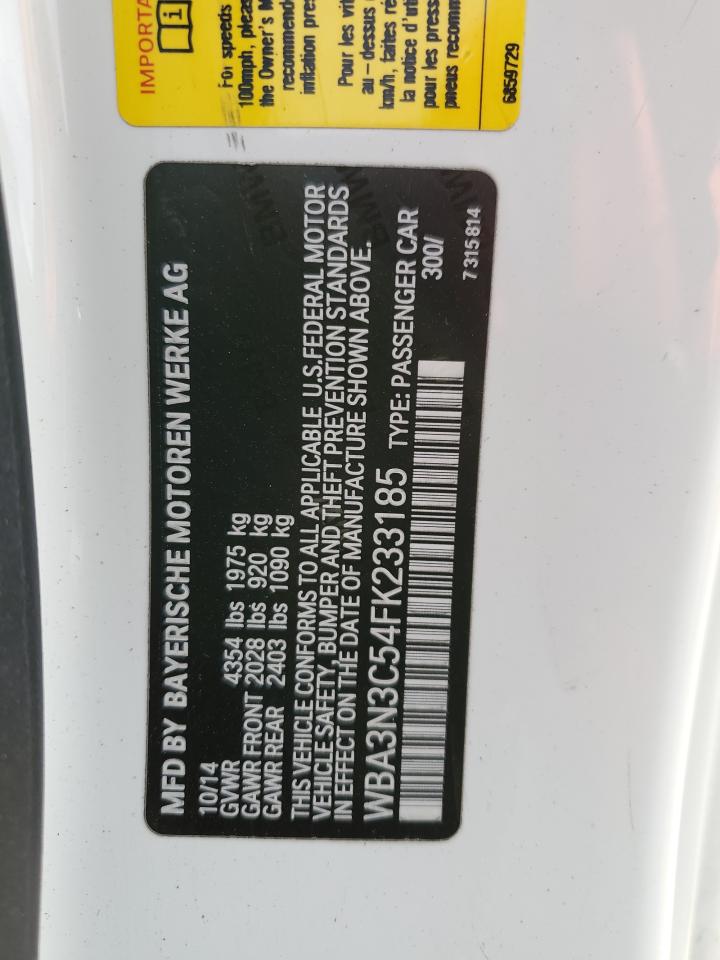 MFD BY BAYERISCHE MOTOREN WERKE AG
10/14
GVWR 4354 lbs 1975 kg
GAWR FRONT 2028 lbs 920 kg
GAWR REAR 2403 lbs 1090 kg
THIS VEHICLE CONFORMS TO ALL APPLICABLE U.S.FEDERAL MOTOR
VEHICLE SAFETY, BUMPER AND THEFT PREVENTION STANDARDS
IN EFFECT ON THE DATE OF MANUFACTURE SHOWN ABOVE.
WBA3N3C54FK233185 TYPE: PASSENGER CAR
300/
7 315 814
IMPORTA
i
For speeds
100mph, pleas
the Owner's M
recommend
inflation pres
Pour les vit
au-dessus
km/h, faites ré
la notice d'uti
pour les press
pneus recomm
6859729